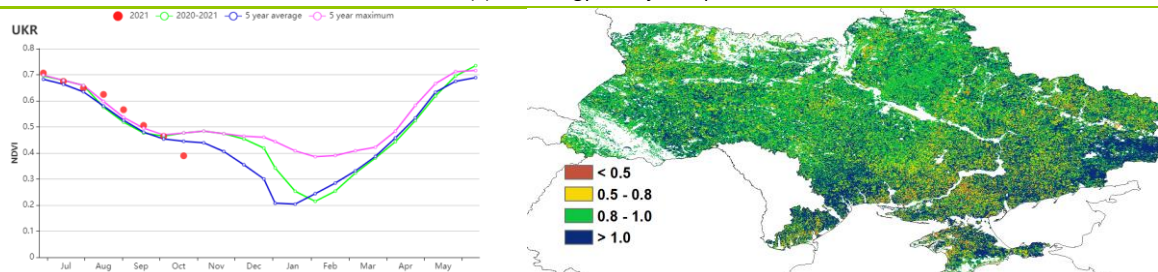 2021 2020-2021 5 year average 5 year maximum
UKR
0.8
0.7
0.6
0.5
0.4
0.3
0.2
0.1
0
NDVI
Jul Aug Sep Oct Nov Dec Jan Feb Mar Apr May
< 0.5
0.5 - 0.8
0.8 - 1.0
> 1.0